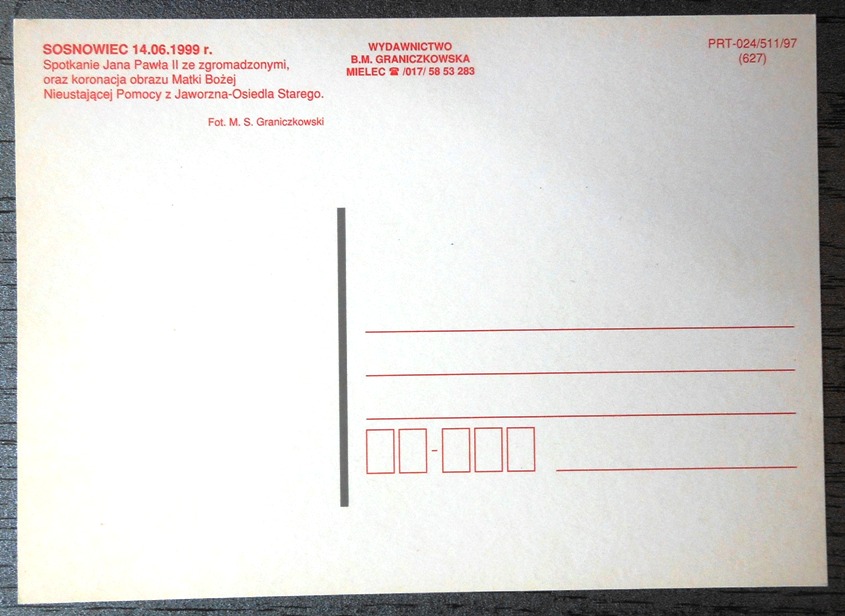 SOSNOWIEC 14.06.1999 r.
Spotkanie Jana Pawła II ze zgromadzonymi,
oraz koronacja obrazu Matki Bożej
Nieustającej Pomocy z Jaworzna-Osiedla Starego.
Fot. M. S. Graniczkowski
WYDAWNICTWO
B.M. GRANICZKOWSKA
MIELEC ☎ /017/ 58 53 283
PRT-024/511/97
(627)